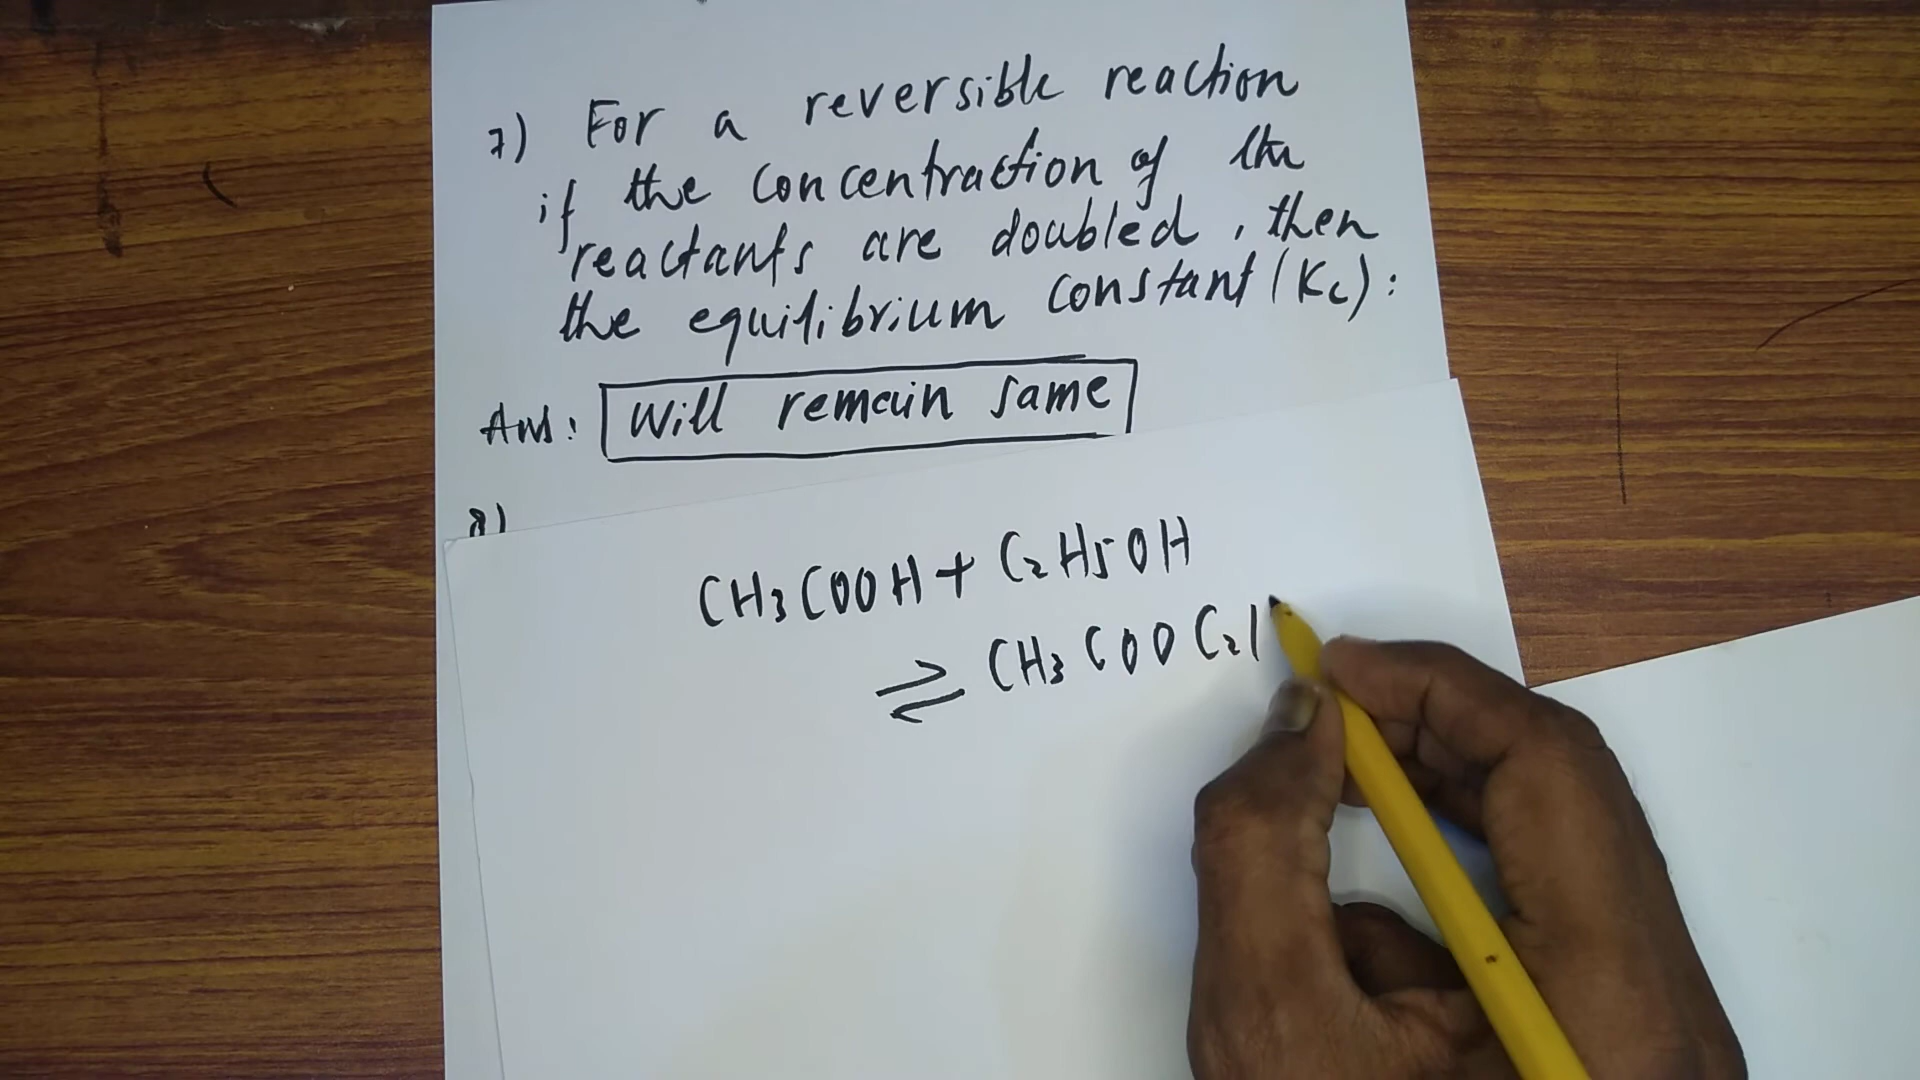 7) For a reversible reaction
if the concentraction of the
reactants are doubled, then
the equilibrium constant (Kc):
Ans: Will remain same
8)
CH3COOH + C2H5OH
⇌ CH3COOC2